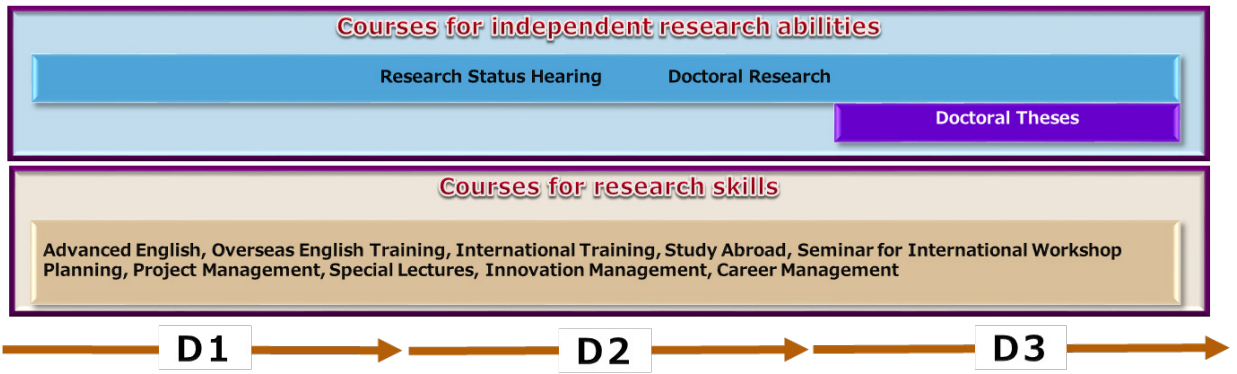 Courses for independent research abilities
Research Status Hearing Doctoral Research
Doctoral Theses
Courses for research skills
Advanced English, Overseas English Training, International Training, Study Abroad, Seminar for International Workshop
Planning, Project Management, Special Lectures, Innovation Management, Career Management
D1 D2 D3